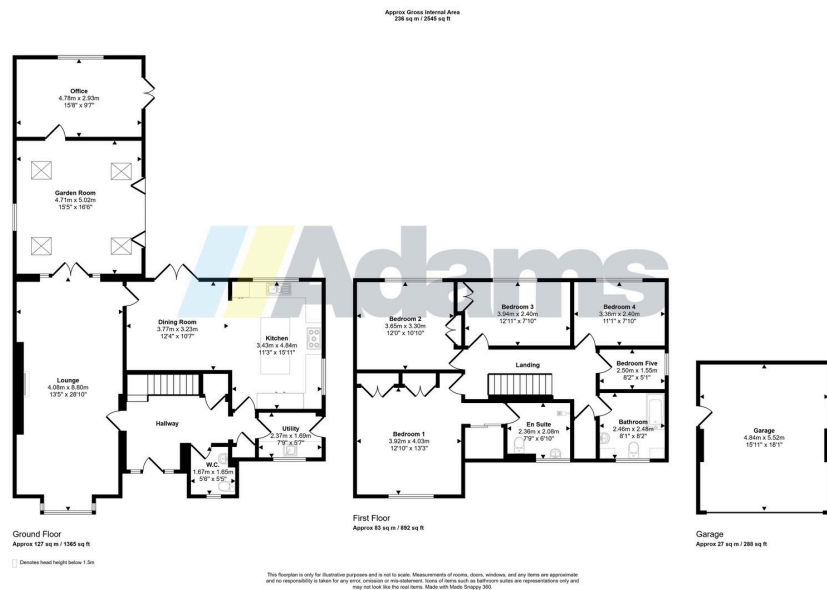 Approx Gross Internal Area
236 sq m / 2545 sq ft
Office
4.78m x 2.93m
15'8" x 9'7"
Garden Room
4.71m x 5.02m
15'5" x 16'6"
Adams
Dining Room
3.77m x 3.23m
12'4" x 10'7"
Kitchen
3.43m x 4.84m
11'3" x 15'11"
Lounge
4.08m x 8.80m
13'5" x 28'10"
Hallway
Utility
2.37m x 1.69m
7'9" x 5'7"
W.C.
1.67m x 1.65m
5'6" x 5'5"
Ground Floor
Approx 127 sq m / 1365 sq ft
Denotes head height below 1.5m
Bedroom 2
3.65m x 3.30m
12'0" x 10'10"
Bedroom 3
3.94m x 2.40m
12'11" x 7'10"
Bedroom 4
3.38m x 2.40m
11'1" x 7'10"
Landing
Bedroom Five
2.50m x 1.55m
8'2" x 5'1"
Bedroom 1
3.92m x 4.03m
12'10" x 13'3"
En Suite
2.36m x 2.08m
7'9" x 6'10"
Bathroom
2.46m x 2.48m
8'1" x 8'2"
First Floor
Approx 83 sq m / 892 sq ft
Garage
4.84m x 5.52m
15'11" x 18'1"
Garage
Approx 27 sq m / 288 sq ft
This floorplan is only for illustrative purposes and is not to scale. Measurements of rooms, doors, windows, and any items are approximate
and no responsibility is taken for any error, omission or mis-statement. Icons of items such as bathroom suites are representations only and
may not look like the real items. Made with Made Snappy 360.